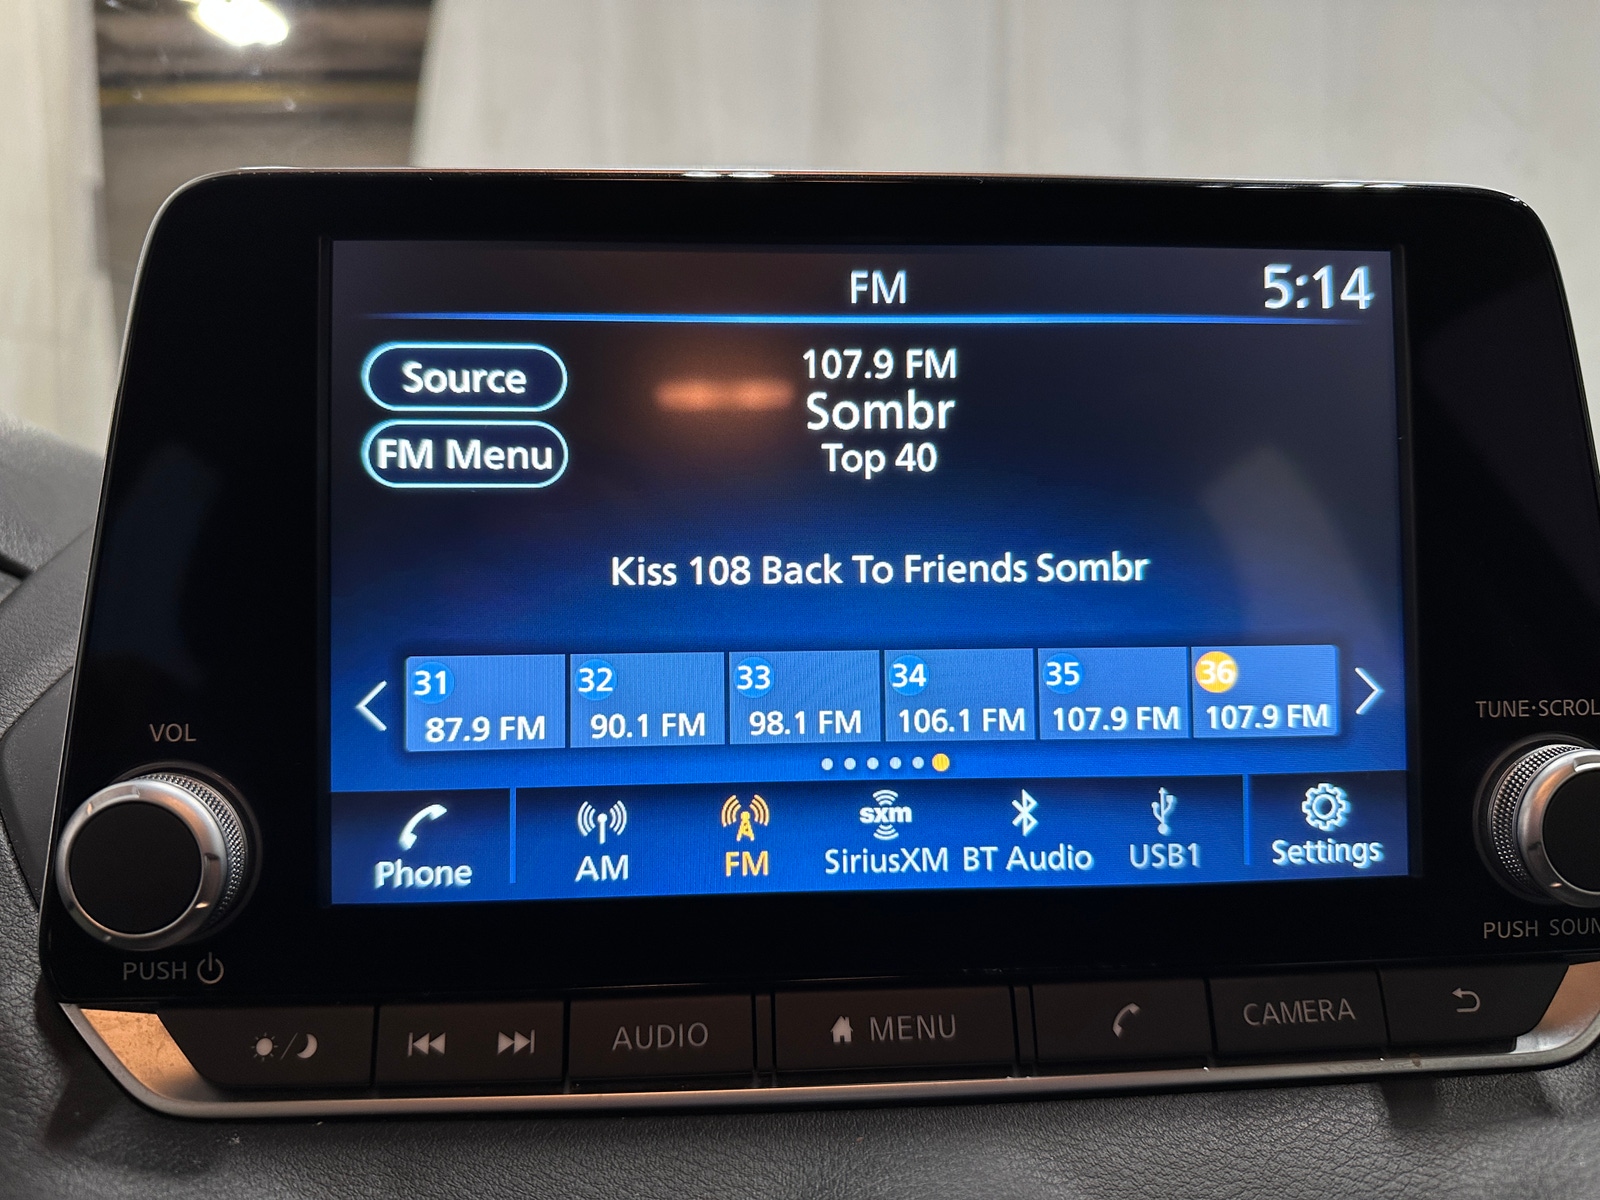 FM
5:14
Source
FM Menu
107.9 FM
Sombr
Top 40
Kiss 108 Back To Friends Sombr
31
87.9 FM
32
90.1 FM
33
98.1 FM
34
106.1 FM
35
107.9 FM
36
107.9 FM
Phone
AM
FM
sxm
SiriusXM
BT Audio
USB1
Settings
VOL
PUSH
TUNE·SCROL
PUSH SOUN
AUDIO
MENU
CAMERA